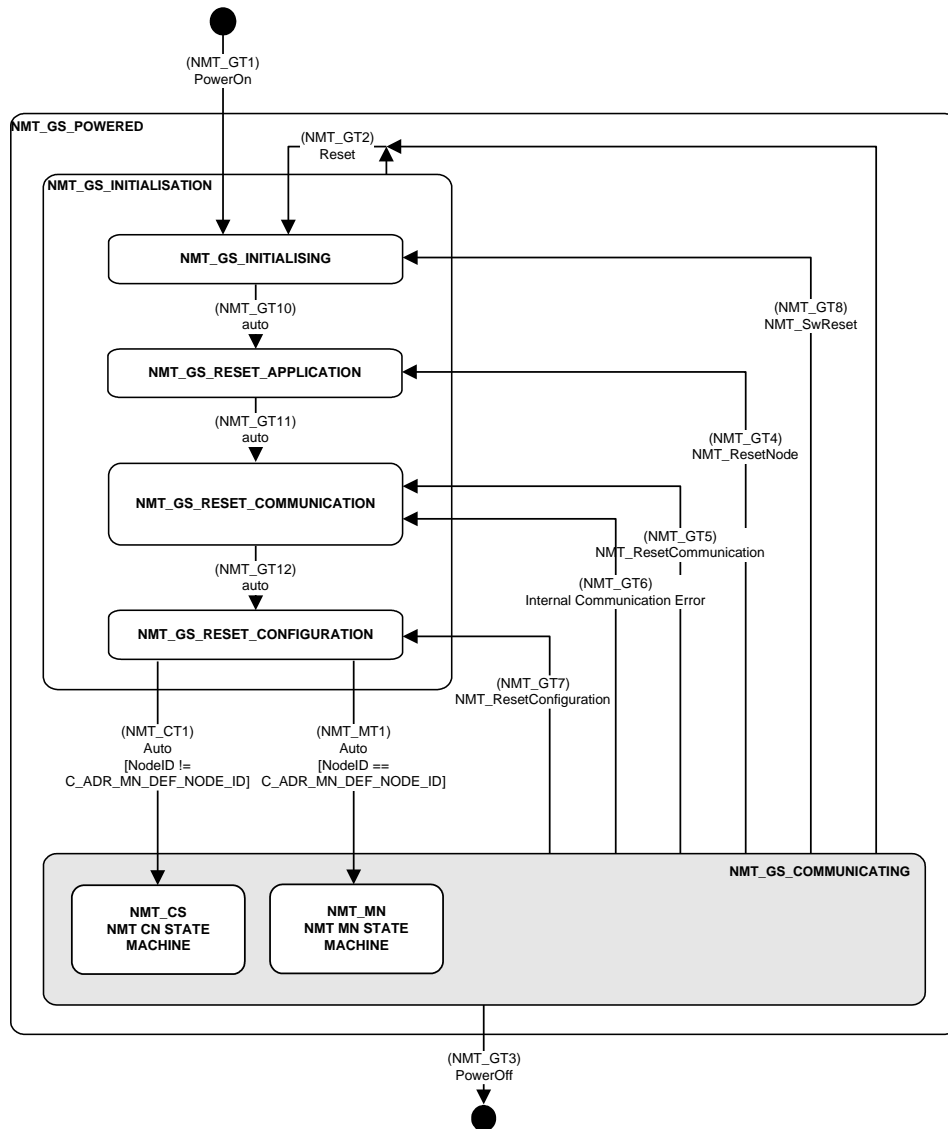 (NMT_GT1)
PowerOn
NMT_GS_POWERED
(NMT_GT2)
Reset
NMT_GS_INITIALISATION
NMT_GS_INITIALISING
(NMT_GT10)
auto
(NMT_GT8)
NMT_SwReset
NMT_GS_RESET_APPLICATION
(NMT_GT11)
auto
(NMT_GT4)
NMT_ResetNode
NMT_GS_RESET_COMMUNICATION
(NMT_GT5)
NMT_ResetCommunication
(NMT_GT12)
auto
(NMT_GT6)
Internal Communication Error
NMT_GS_RESET_CONFIGURATION
(NMT_GT7)
NMT_ResetConfiguration
(NMT_CT1)
Auto
[NodeID !=
C_ADR_MN_DEF_NODE_ID]
(NMT_MT1)
Auto
[NodeID ==
C_ADR_MN_DEF_NODE_ID]
NMT_GS_COMMUNICATING
NMT_CS
NMT CN STATE
MACHINE
NMT_MN
NMT MN STATE
MACHINE
(NMT_GT3)
PowerOff